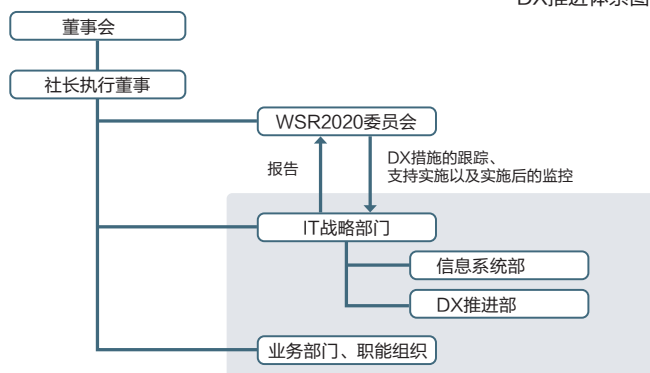 DX推进体系图
董事会
社长执行董事
WSR2020委员会
报告
DX措施的跟踪、
支持实施以及实施后的监控
IT战略部门
信息系统部
DX推进部
业务部门、职能组织